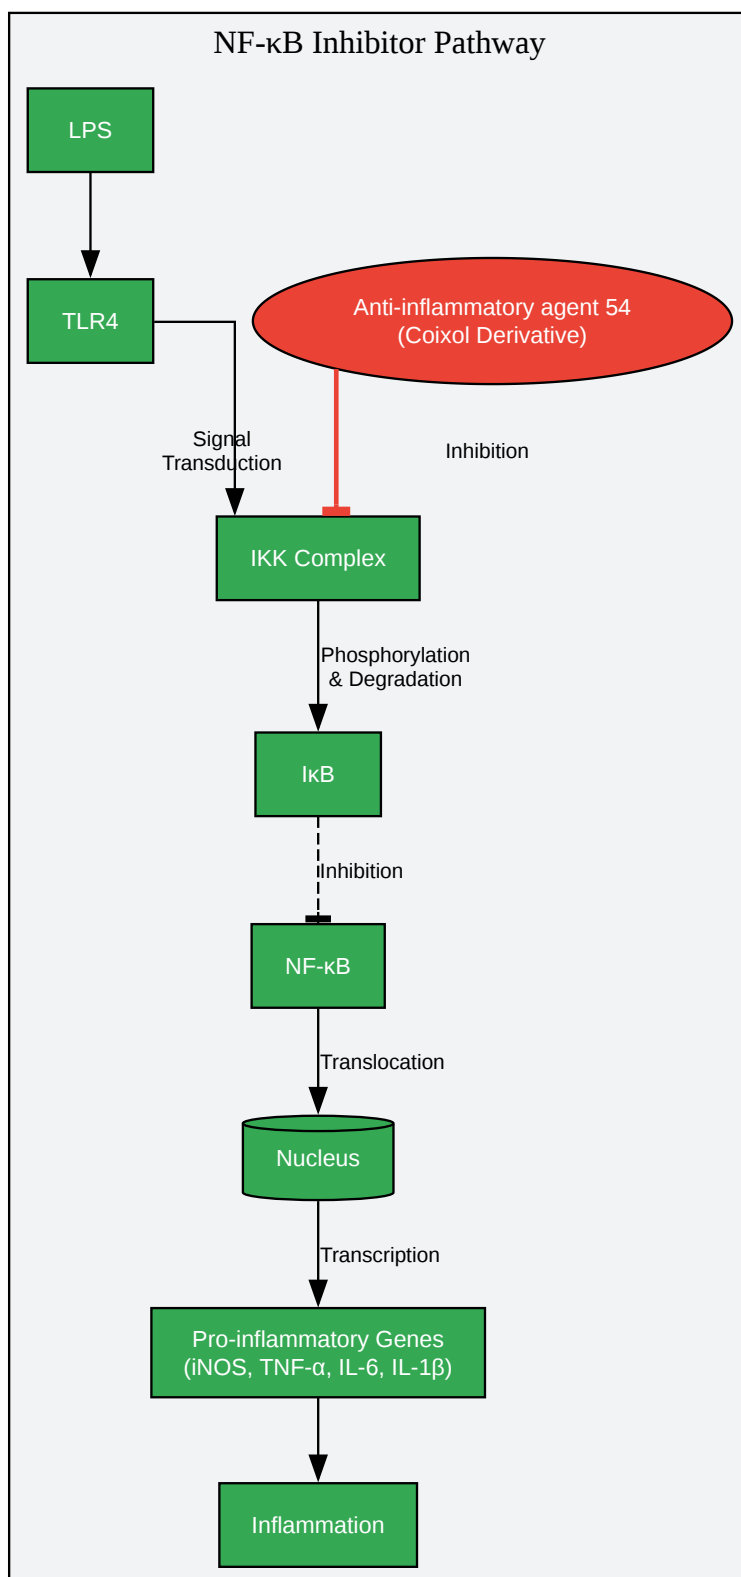 NF-κB Inhibitor Pathway
LPS
TLR4
Anti-inflammatory agent 54
(Coixol Derivative)
Signal
Transduction
Inhibition
IKK Complex
Phosphorylation
& Degradation
IκB
Inhibition
NF-κB
Translocation
Nucleus
Transcription
Pro-inflammatory Genes
(iNOS, TNF-α, IL-6, IL-1β)
Inflammation